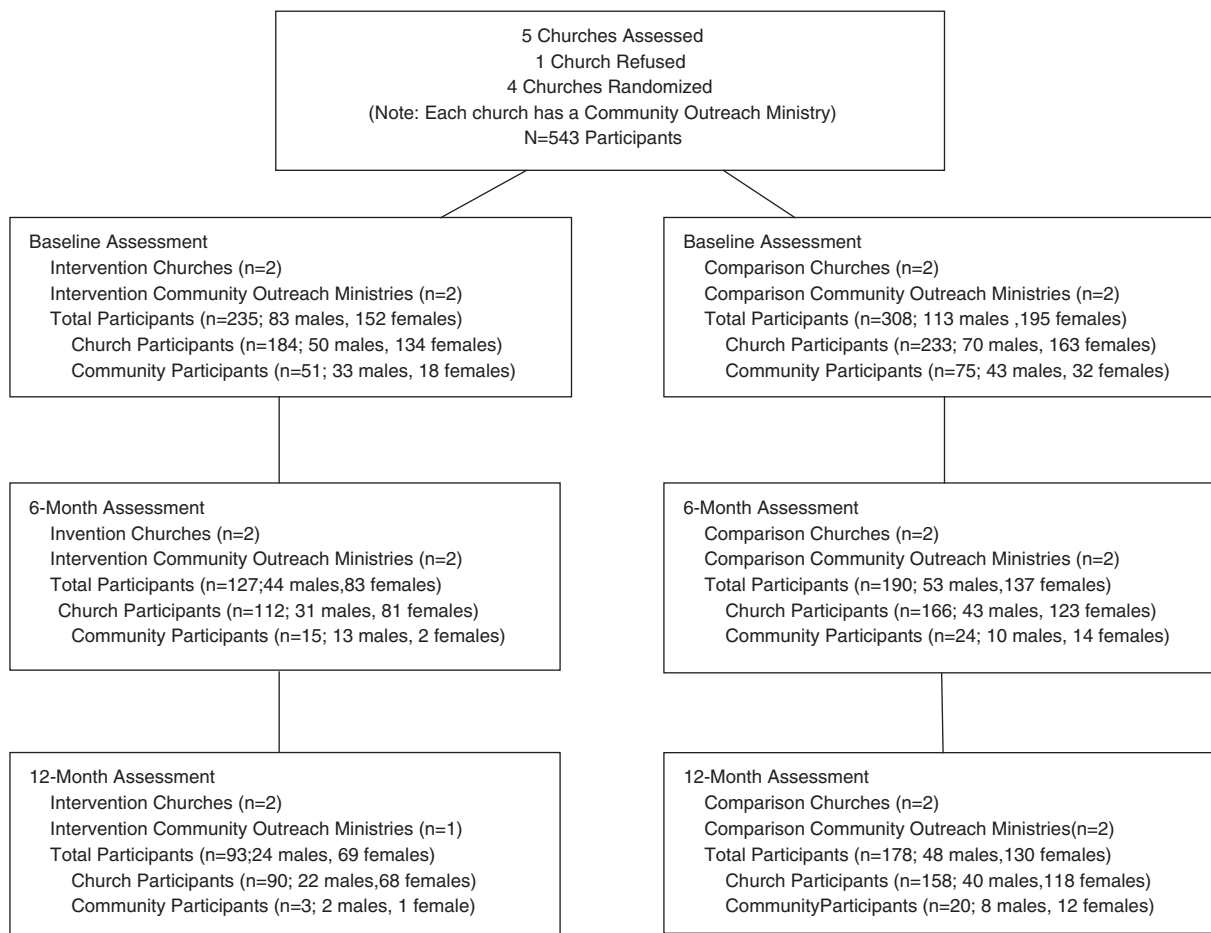 5 Churches Assessed
1 Church Refused
4 Churches Randomized
(Note: Each church has a Community Outreach Ministry)
N=543 Participants
Baseline Assessment
Intervention Churches (n=2)
Intervention Community Outreach Ministries (n=2)
Total Participants (n=235; 83 males, 152 females)
Church Participants (n=184; 50 males, 134 females)
Community Participants (n=51; 33 males, 18 females)
Baseline Assessment
Comparison Churches (n=2)
Comparison Community Outreach Ministries (n=2)
Total Participants (n=308; 113 males ,195 females)
Church Participants (n=233; 70 males, 163 females)
Community Participants (n=75; 43 males, 32 females)
6-Month Assessment
Invention Churches (n=2)
Intervention Community Outreach Ministries (n=2)
Total Participants (n=127;44 males,83 females)
Church Participants (n=112; 31 males, 81 females)
Community Participants (n=15; 13 males, 2 females)
6-Month Assessment
Comparison Churches (n=2)
Comparison Community Outreach Ministries (n=2)
Total Participants (n=190; 53 males,137 females)
Church Participants (n=166; 43 males, 123 females)
Community Participants (n=24; 10 males, 14 females)
12-Month Assessment
Intervention Churches (n=2)
Intervention Community Outreach Ministries (n=1)
Total Participants (n=93;24 males, 69 females)
Church Participants (n=90; 22 males,68 females)
Community Participants (n=3; 2 males, 1 female)
12-Month Assessment
Comparison Churches (n=2)
Comparison Community Outreach Ministries(n=2)
Total Participants (n=178; 48 males,130 females)
Church Participants (n=158; 40 males,118 females)
CommunityParticipants (n=20; 8 males, 12 females)